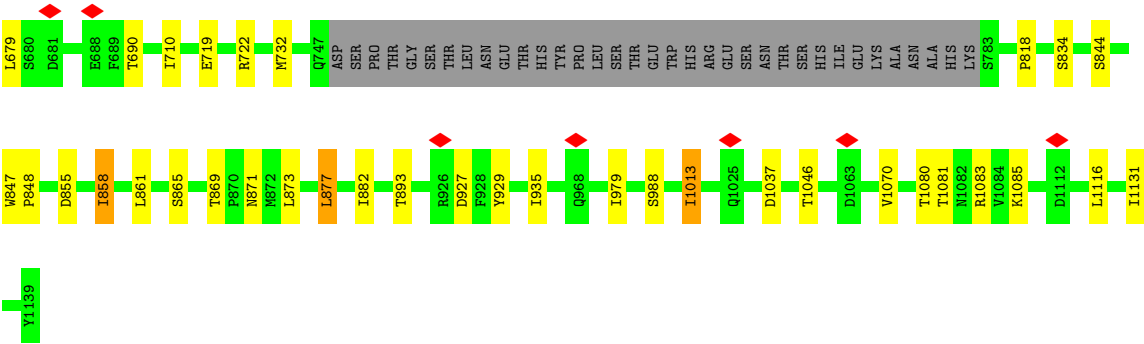 L679 S680 D681 E688 F689 T690 I710 E719 R722 M732 Q747 ASP SER PRO THR GLY SER THR LEU ASN GLU THR HIS TYR PRO LEU SER THR GLU TRP HIS ARG GLU SER ASN THR SER HIS ILE GLU LYS ALA ASN ALA HIS LYS S783 P818 S834 S844
W847 P848 D855 I858 L861 S865 T869 P870 N871 M872 L873 L877 I882 T893 R926 D927 F928 Y929 I935 Q968 I979 S988 I1013 Q1025 D1037 T1046 D1063 V1070 T1080 T1081 N1082 R1083 V1084 K1085 D1112 L1116 I1131
Y1139